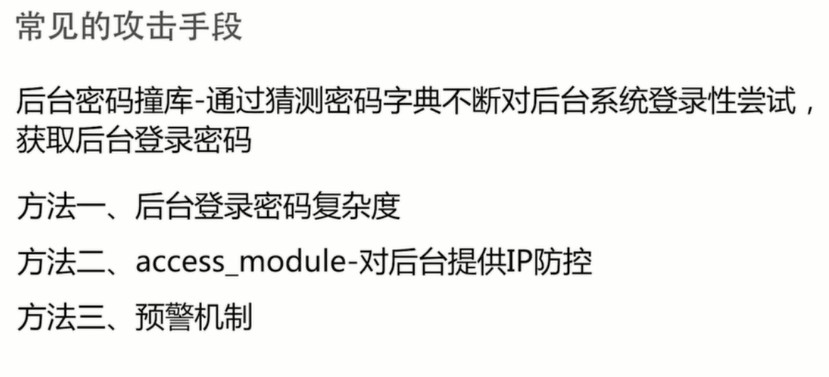 常见的攻击手段
后台密码撞库-通过猜测密码字典不断对后台系统登录性尝试，
获取后台登录密码
方法一、后台登录密码复杂度
方法二、access_module-对后台提供IP防控
方法三、预警机制